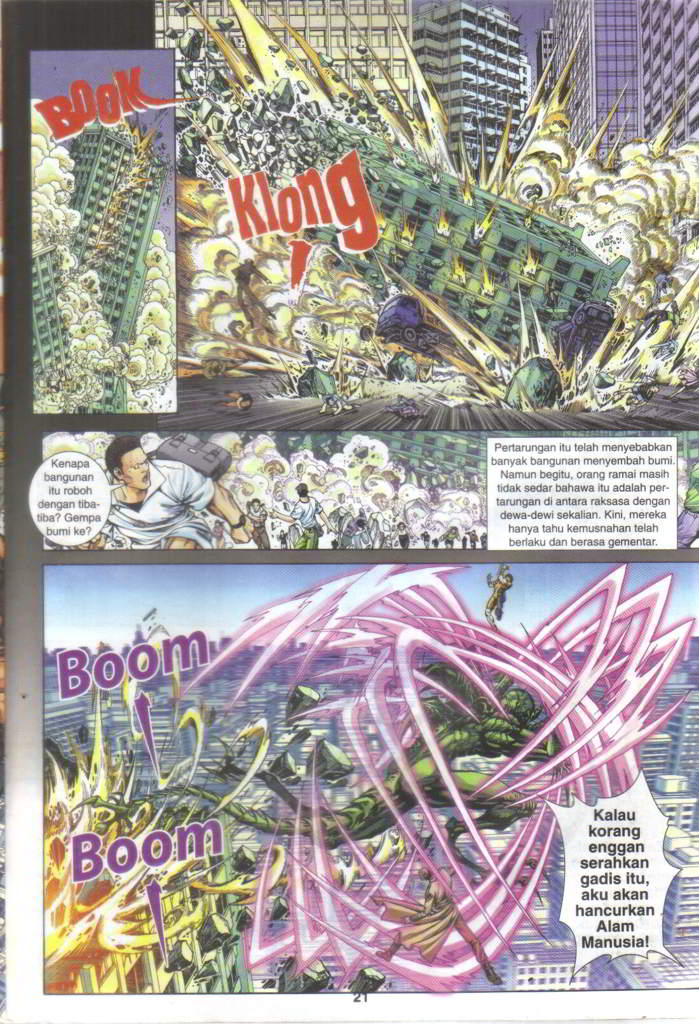 BOOM
Klong
Kenapa
bangunan
itu roboh
dengan tiba-
tiba? Gempa
bumi ke?
Pertarungan itu telah menyebabkan
banyak bangunan menyembah bumi.
Namun begitu, orang ramai masih
tidak sedar bahawa itu adalah per-
tarungan di antara raksasa dengan
dewa-dewi sekalian. Kini, mereka
hanya tahu kemusnahan telah
berlaku dan berasa gementar.
Boom
Boom
Kalau
korang
enggan
serahkan
gadis itu,
aku akan
hancurkan
Alam
Manusia!
21